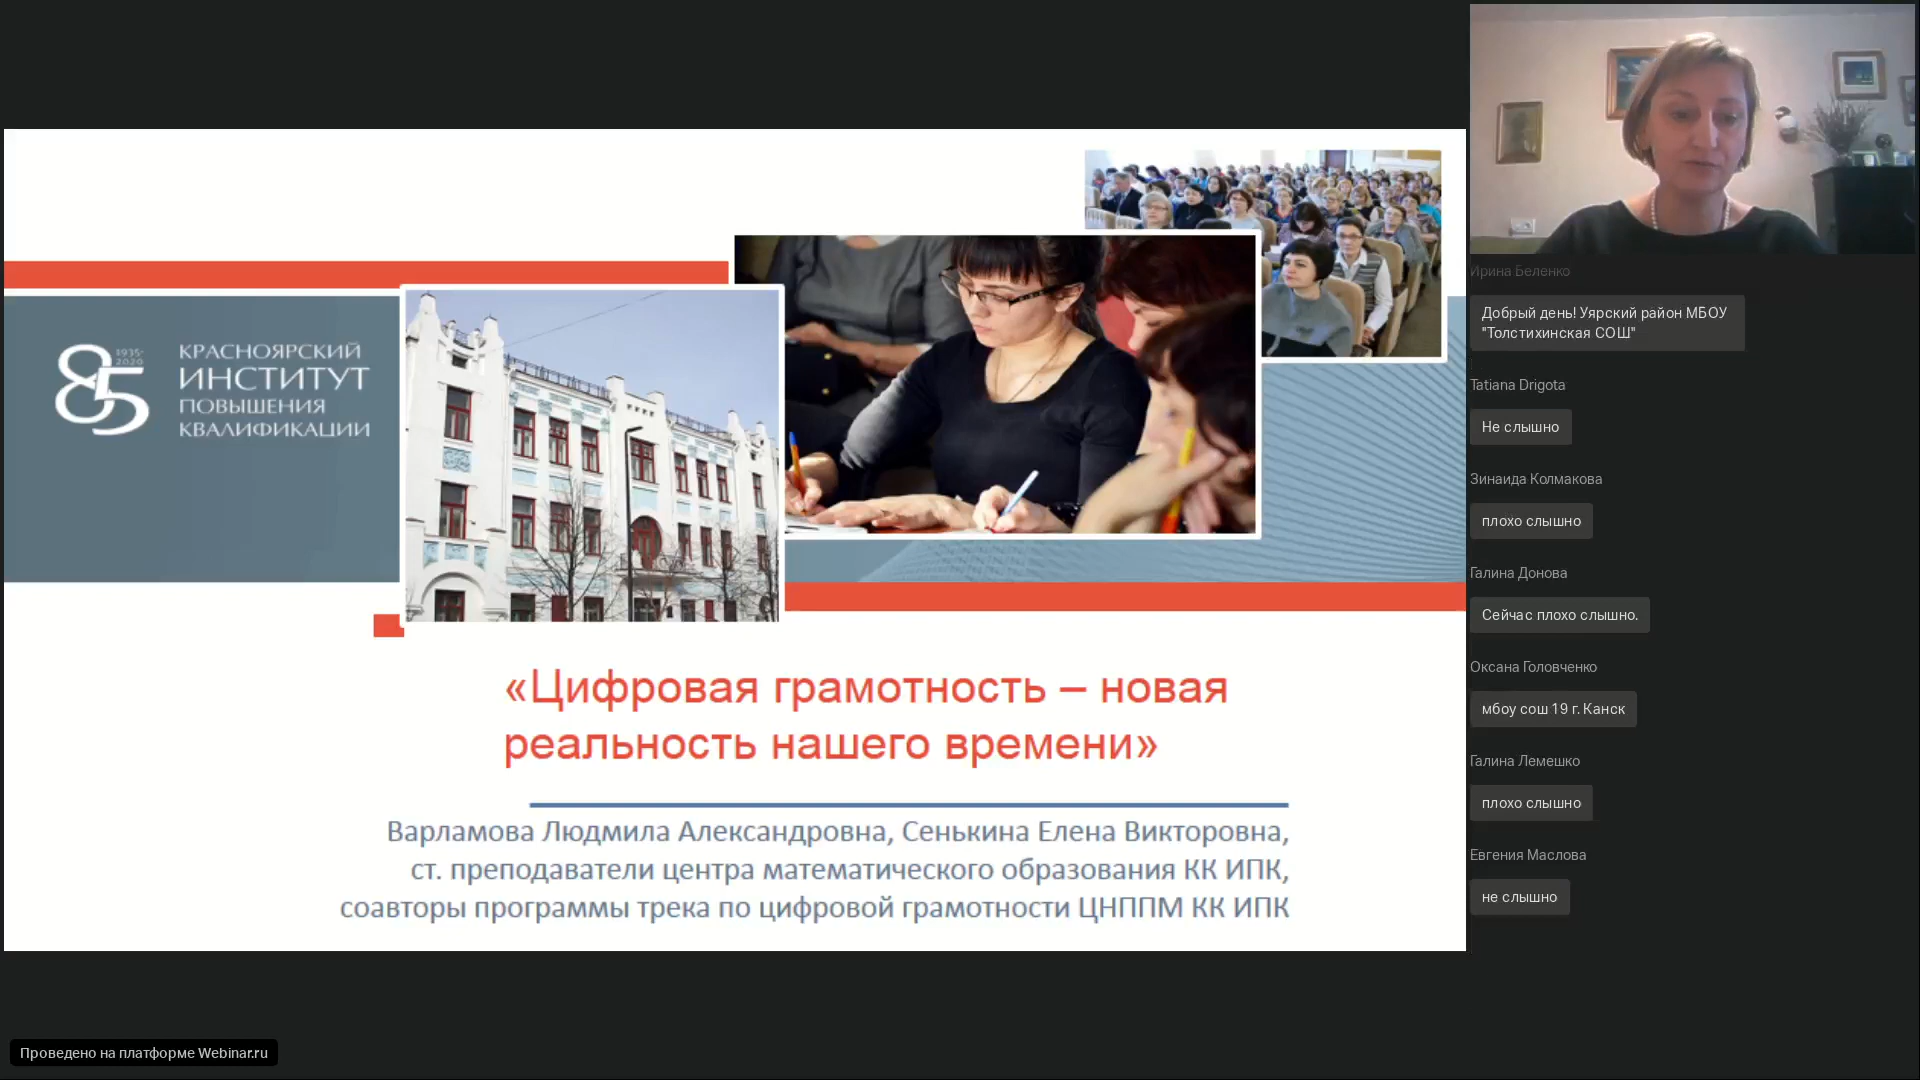 85
1935-
2020
КРАСНОЯРСКИЙ
ИНСТИТУТ
ПОВЫШЕНИЯ
КВАЛИФИКАЦИИ
«Цифровая грамотность – новая
реальность нашего времени»
Варламова Людмила Александровна, Сенькина Елена Викторовна,
ст. преподаватели центра математического образования КК ИПК,
соавторы программы трека по цифровой грамотности ЦНППМ КК ИПК
Ирина Беленко
Добрый день! Уярский район МБОУ
"Толстихинская СОШ"
Tatiana Drigota
Не слышно
Зинаида Колмакова
плохо слышно
Галина Донова
Сейчас плохо слышно.
Оксана Головченко
мбоу сош 19 г. Канск
Галина Лемешко
плохо слышно
Евгения Маслова
не слышно
Проведено на платформе Webinar.ru